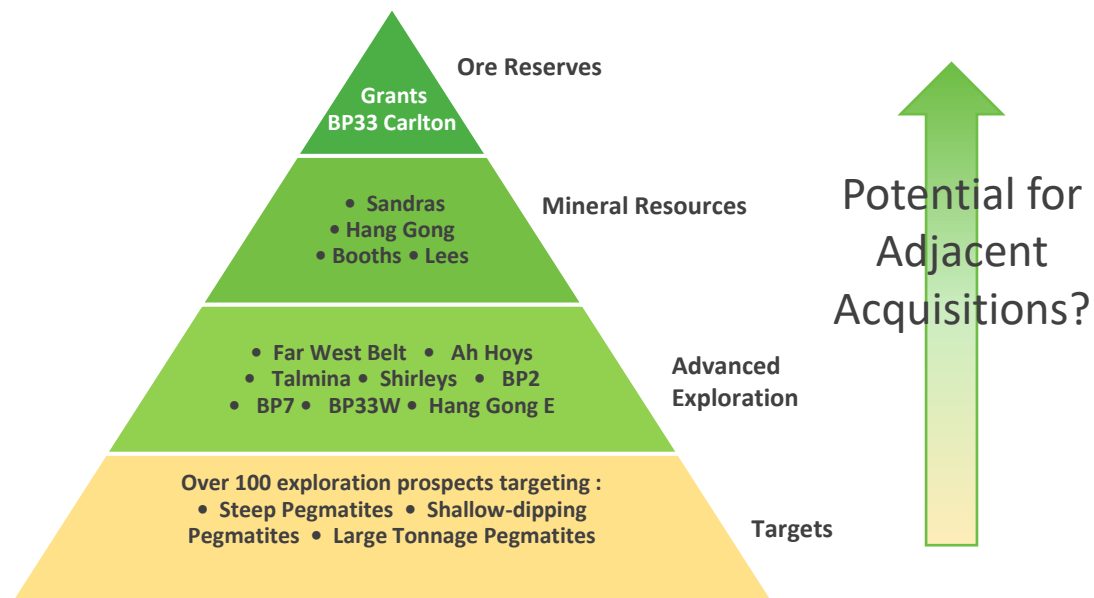 Ore Reserves
Grants
BP33 Carlton
• Sandras
• Hang Gong
• Booths • Lees
Mineral Resources
• Far West Belt • Ah Hoys
• Talmina • Shirleys • BP2
• BP7 • BP33W • Hang Gong E
Advanced
Exploration
Over 100 exploration prospects targeting :
• Steep Pegmatites • Shallow-dipping
Pegmatites • Large Tonnage Pegmatites
Targets
Potential for
Adjacent
Acquisitions?